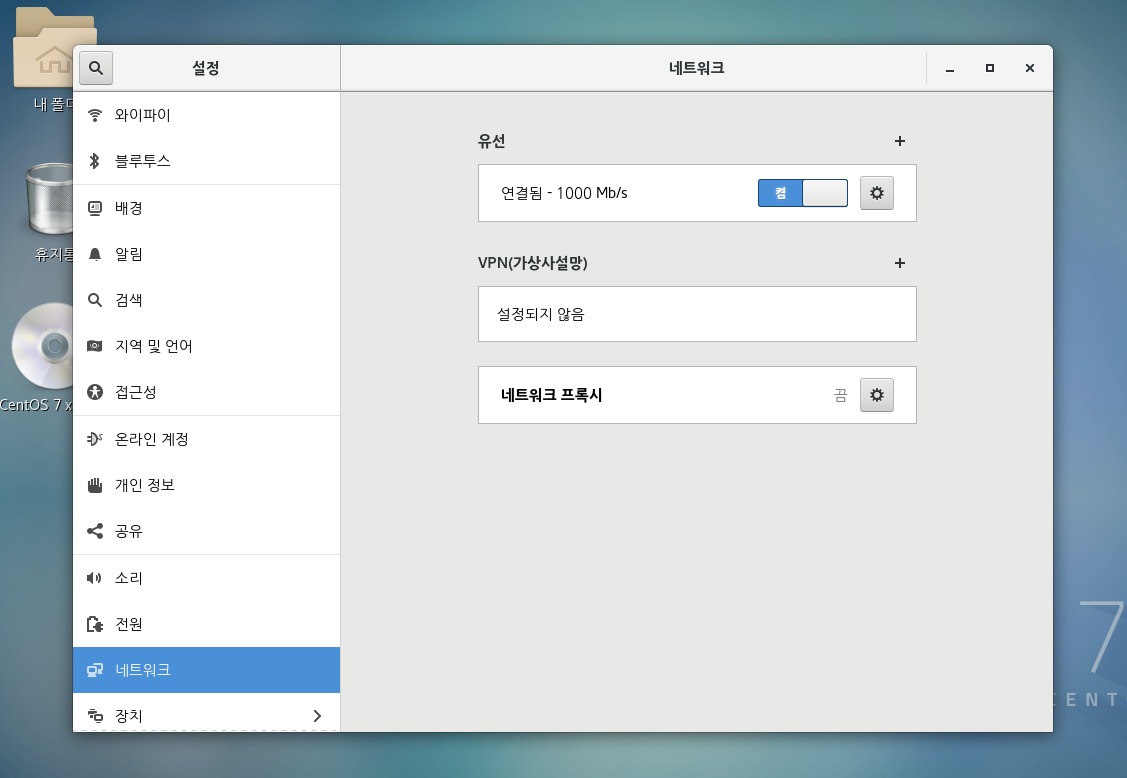 설정
네트워크
내 폴
와이파이
블루투스
배경
휴지통
알림
검색
지역 및 언어
접근성
CentOS 7 x
온라인 계정
개인 정보
공유
소리
전원
네트워크
장치
유선
연결됨 - 1000 Mb/s
켬
VPN(가상사설망)
설정되지 않음
네트워크 프록시
끔
7
CENT